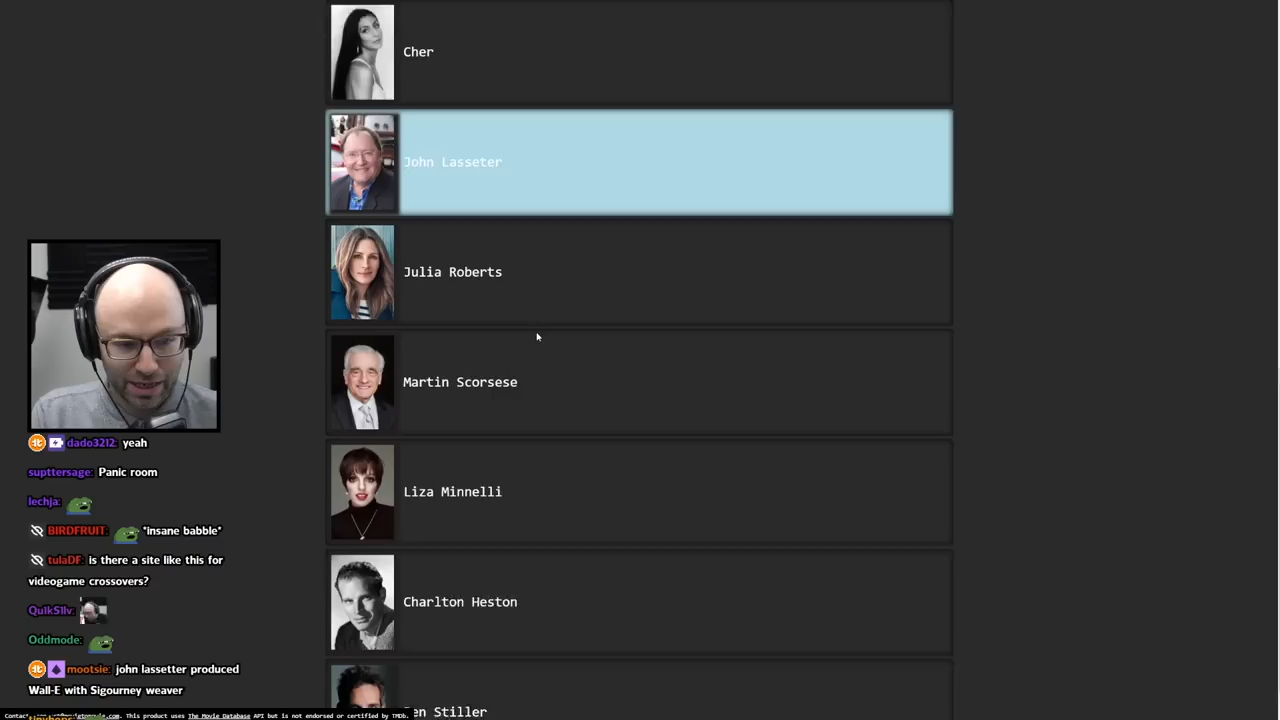 Cher
John Lasseter
Julia Roberts
Martin Scorsese
Liza Minnelli
Charlton Heston
en Stiller
dado3212: yeah
supttersage: Panic room
lechja:
BIRDFRUIT: *insane babble*
tulaDF: is there a site like this for
videogame crossovers?
Qu1kS1lv:
Oddmode:
mootsie: john lassetter produced
Wall-E with Sigourney weaver
This product uses The Movie Database API but is not endorsed or certified by TMDb.